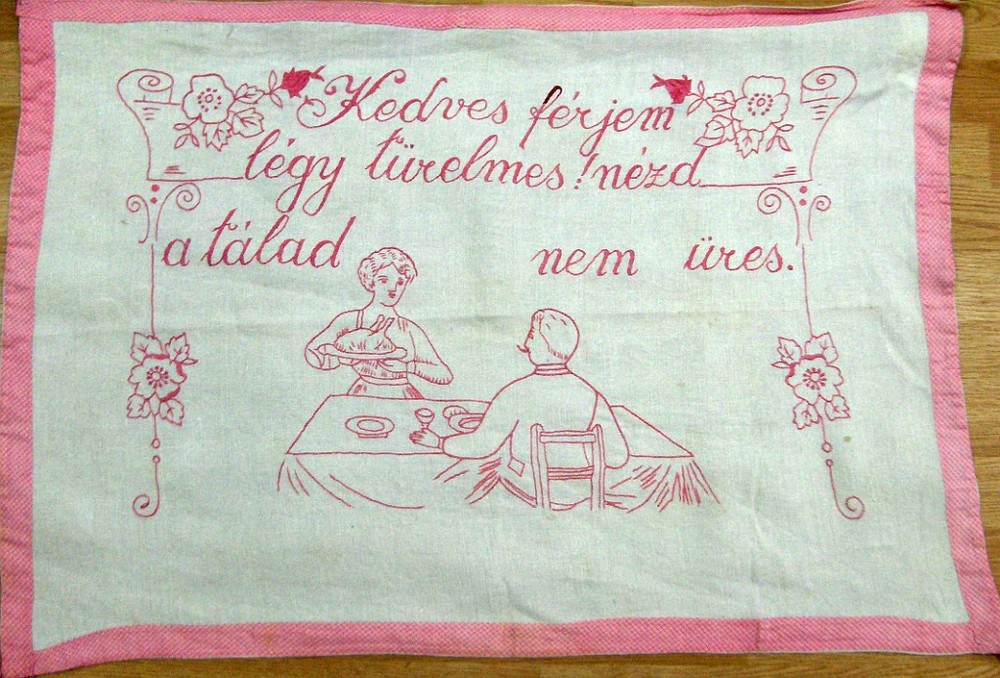 Kedves férjem
légy türelmes! nézd
a tálad nem üres.